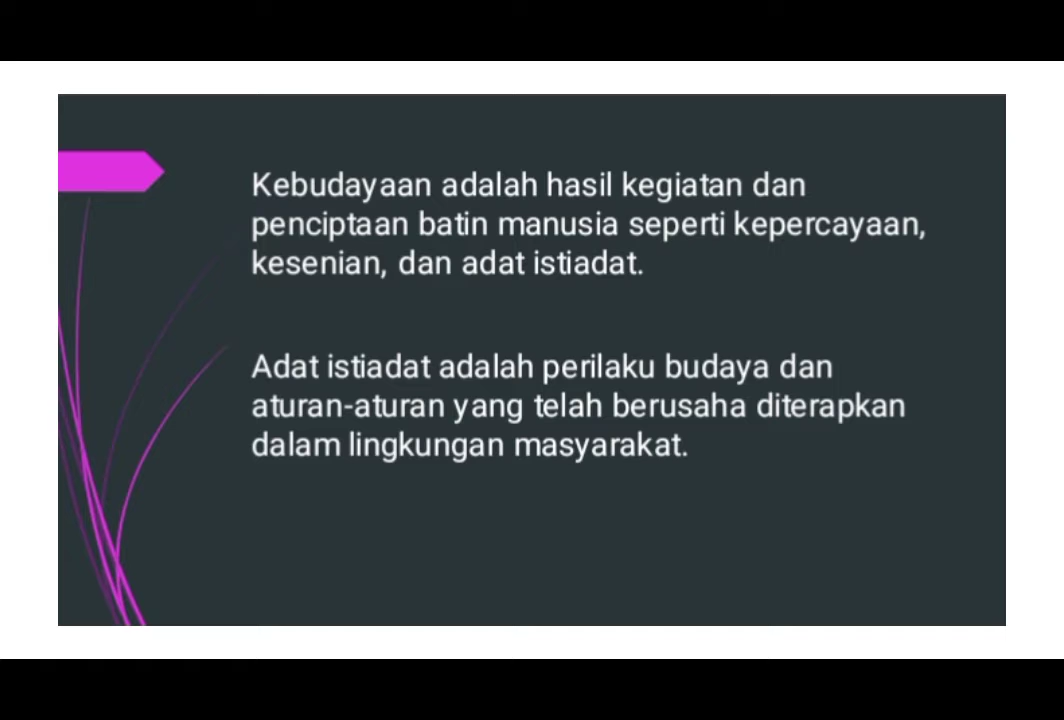 Kebudayaan adalah hasil kegiatan dan
penciptaan batin manusia seperti kepercayaan,
kesenian, dan adat istiadat.
Adat istiadat adalah perilaku budaya dan
aturan-aturan yang telah berusaha diterapkan
dalam lingkungan masyarakat.